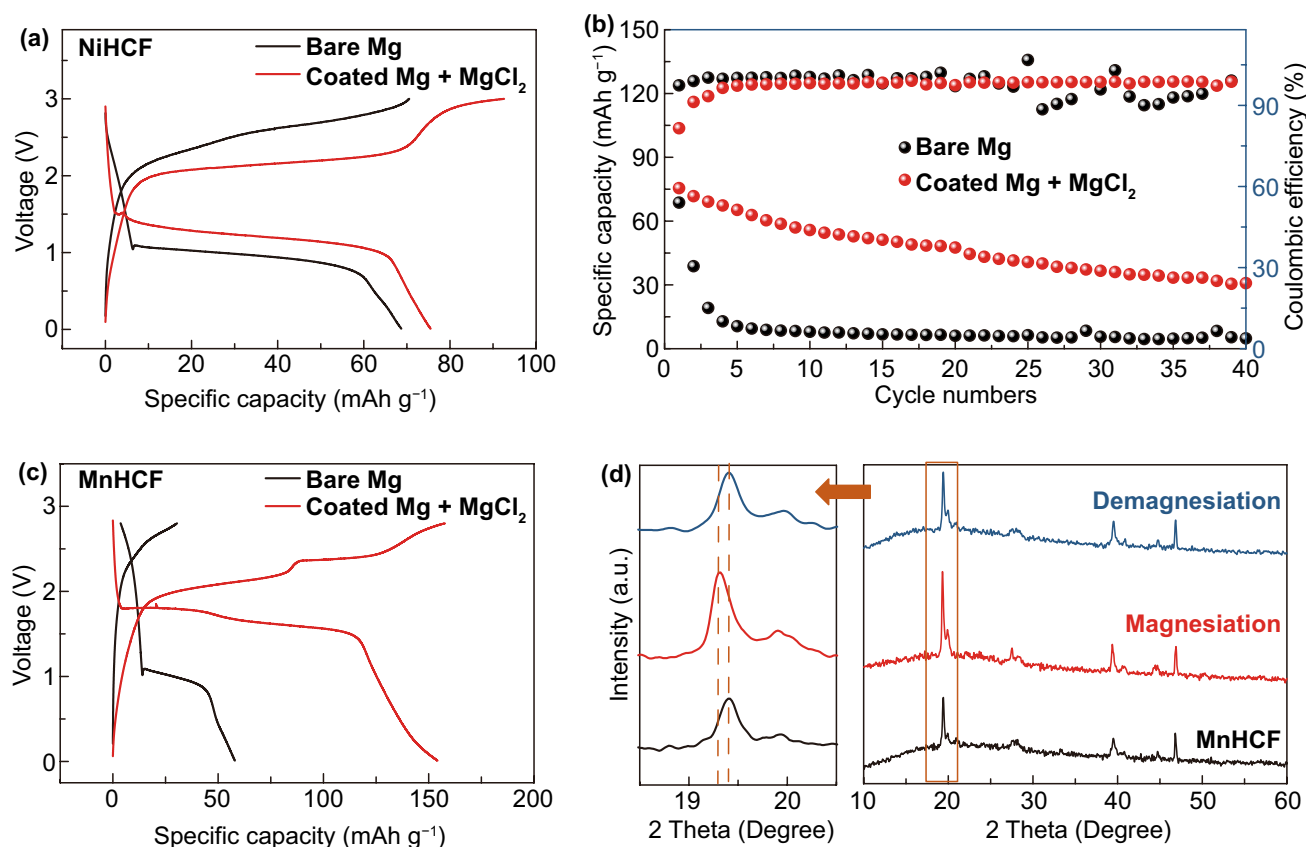 (a)
NiHCF
Bare Mg
Coated Mg + MgCl₂
Voltage (V)
3
2
1
0
0 20 40 60 80 100
Specific capacity (mAh g⁻¹)
(b)
Specific capacity (mAh g⁻¹)
150
120
90
60
30
0
Bare Mg
Coated Mg + MgCl₂
90
60
30
0
Coulombic efficiency (%)
0 5 10 15 20 25 30 35 40
Cycle numbers
(c)
MnHCF
Bare Mg
Coated Mg + MgCl₂
Voltage (V)
3
2
1
0
0 50 100 150 200
Specific capacity (mAh g⁻¹)
(d)
Intensity (a.u.)
19 20
2 Theta (Degree)
Demagnesiation
Magnesiation
MnHCF
10 20 30 40 50 60
2 Theta (Degree)